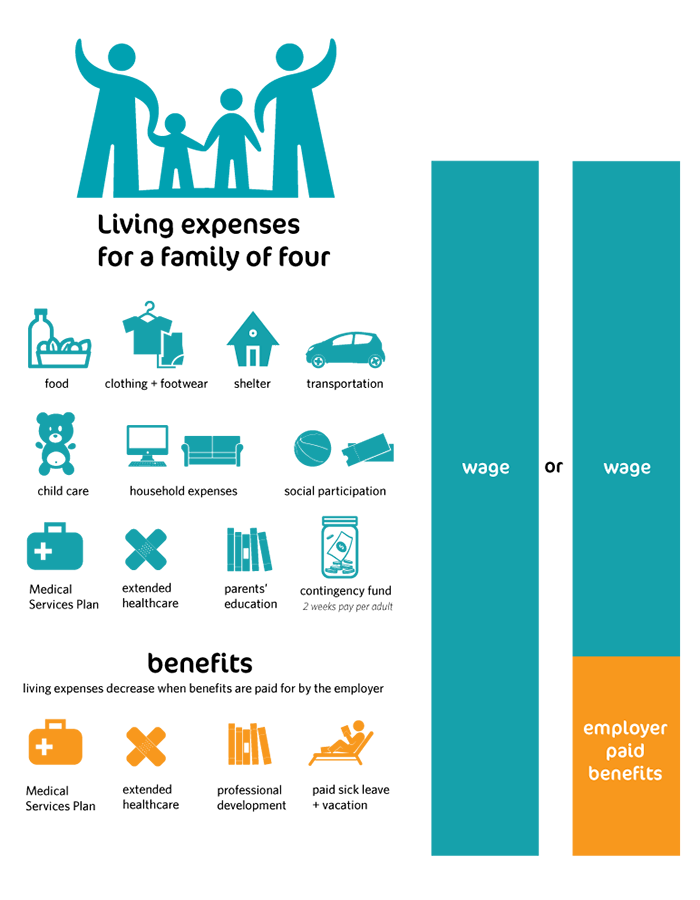 Living expenses
for a family of four
food
clothing + footwear
shelter
transportation
child care
household expenses
social participation
Medical
Services Plan
extended
healthcare
parents'
education
contingency fund
2 weeks pay per adult
benefits
living expenses decrease when benefits are paid for by the employer
Medical
Services Plan
extended
healthcare
professional
development
paid sick leave
+ vacation
wage
or
wage
employer
paid
benefits